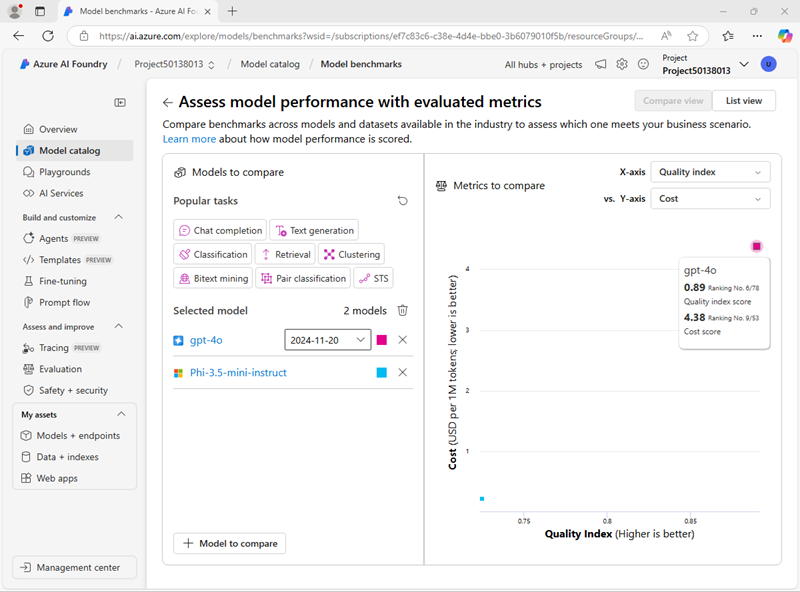 Model benchmarks - Azure AI Fou
https://ai.azure.com/explore/models/benchmarks?wsid=/subscriptions/ef7c83c6-c38e-4d4e-bbe0-3b6079010f5b/resourceGroups/...
Azure AI Foundry / Project50138013 / Model catalog / Model benchmarks
All hubs + projects
Project
Project50138013
U
Overview
Model catalog
Playgrounds
AI Services
Build and customize
Agents PREVIEW
Templates PREVIEW
Fine-tuning
Prompt flow
Assess and improve
Tracing PREVIEW
Evaluation
Safety + security
My assets
Models + endpoints
Data + indexes
Web apps
Management center
Assess model performance with evaluated metrics
Compare view
List view
Compare benchmarks across models and datasets available in the industry to assess which one meets your business scenario.
Learn more about how model performance is scored.
Models to compare
Popular tasks
Chat completion
Text generation
Classification
Retrieval
Clustering
Bitext mining
Pair classification
STS
Selected model
2 models
gpt-4o
2024-11-20
Phi-3.5-mini-instruct
Model to compare
Metrics to compare
X-axis
Quality index
vs. Y-axis
Cost
gpt-4o
0.89 Ranking No. 6/78
Quality index score
4.38 Ranking No. 9/53
Cost score
Cost (USD per 1M tokens; lower is better)
4
3
2
1
0.75
0.8
0.85
Quality Index (Higher is better)